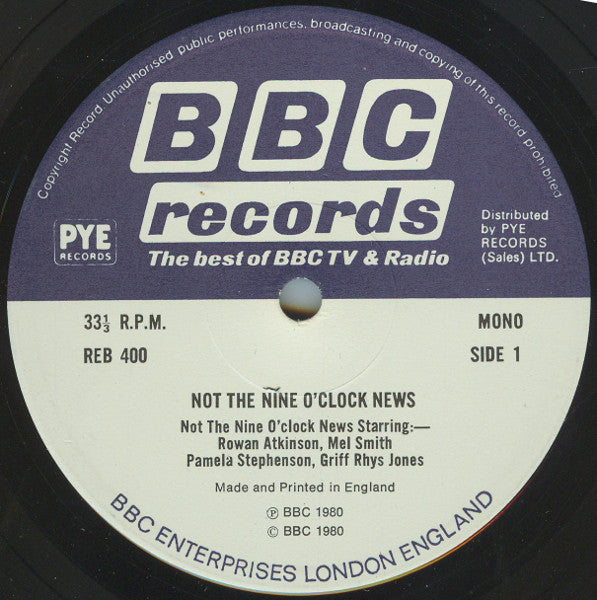 Copyright Record. Unauthorised public performances, broadcasting and copying of this record prohibited.
BBC
records
The best of BBC TV & Radio
PYE
RECORDS
Distributed
by PYE
RECORDS
(Sales) LTD.
33⅓ R.P.M.
MONO
REB 400
SIDE 1
NOT THE NINE O'CLOCK NEWS
Not The Nine O'clock News Starring:—
Rowan Atkinson, Mel Smith
Pamela Stephenson, Griff Rhys Jones
Made and Printed in England
℗ BBC 1980
© BBC 1980
BBC ENTERPRISES LONDON ENGLAND